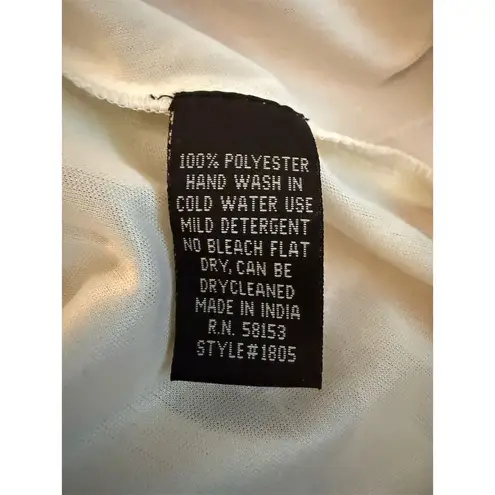 100% POLYESTER
HAND WASH IN
COLD WATER USE
MILD DETERGENT
NO BLEACH FLAT
DRY, CAN BE
DRYCLEANED
MADE IN INDIA
R.N. 58153
STYLE#1805